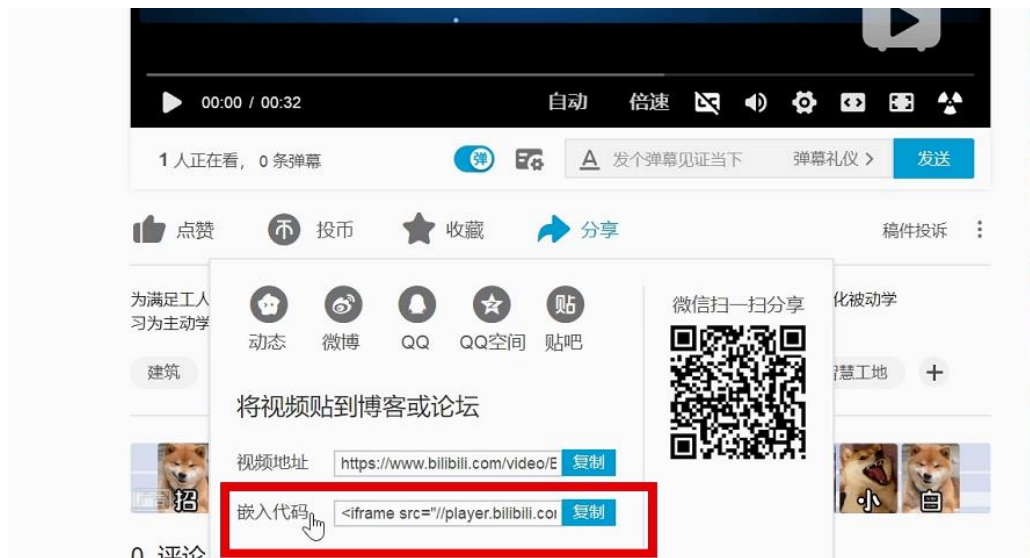 00:00 / 00:32
自动
倍速
1 人正在看，0 条弹幕
弹
A
发个弹幕见证当下
弹幕礼仪 >
发送
点赞
投币
收藏
分享
稿件投诉
为满足工人
化被动学
习为主动学
贴
微信扫一扫分享
动态
微博
QQ
QQ空间
贴吧
建筑
智慧工地
+
将视频贴到博客或论坛
视频地址
https://www.bilibili.com/video/E
复制
嵌入代码
<iframe src="//player.bilibili.co
复制
广告
招
小
白
0 评论